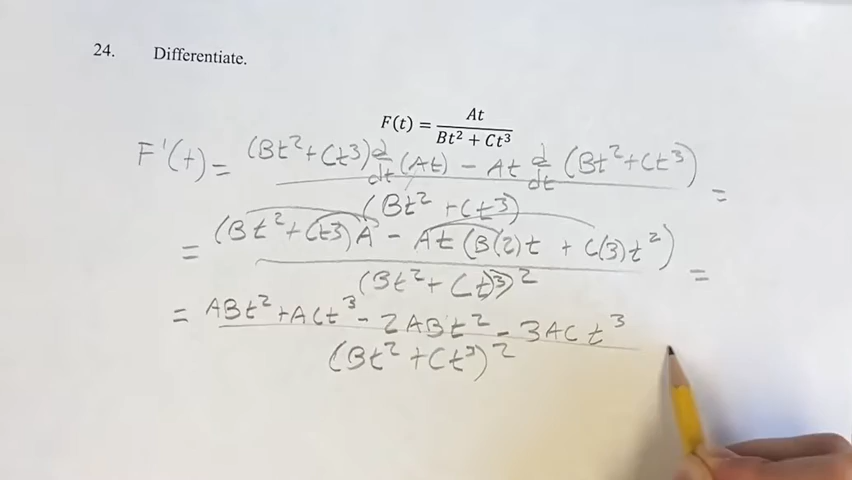 24. Differentiate.
F(t) = At / (Bt² + Ct³)
F'(t) = ((Bt² + Ct³) d/dt (At) − At d/dt (Bt² + Ct³)) / (Bt² + Ct³) =
= ((Bt² + Ct³)A − At(B(2)t + C(3)t²)) / (Bt² + Ct³)² =
= (ABt² + ACt³ − 2ABt² − 3ACt³) / (Bt² + Ct³)²